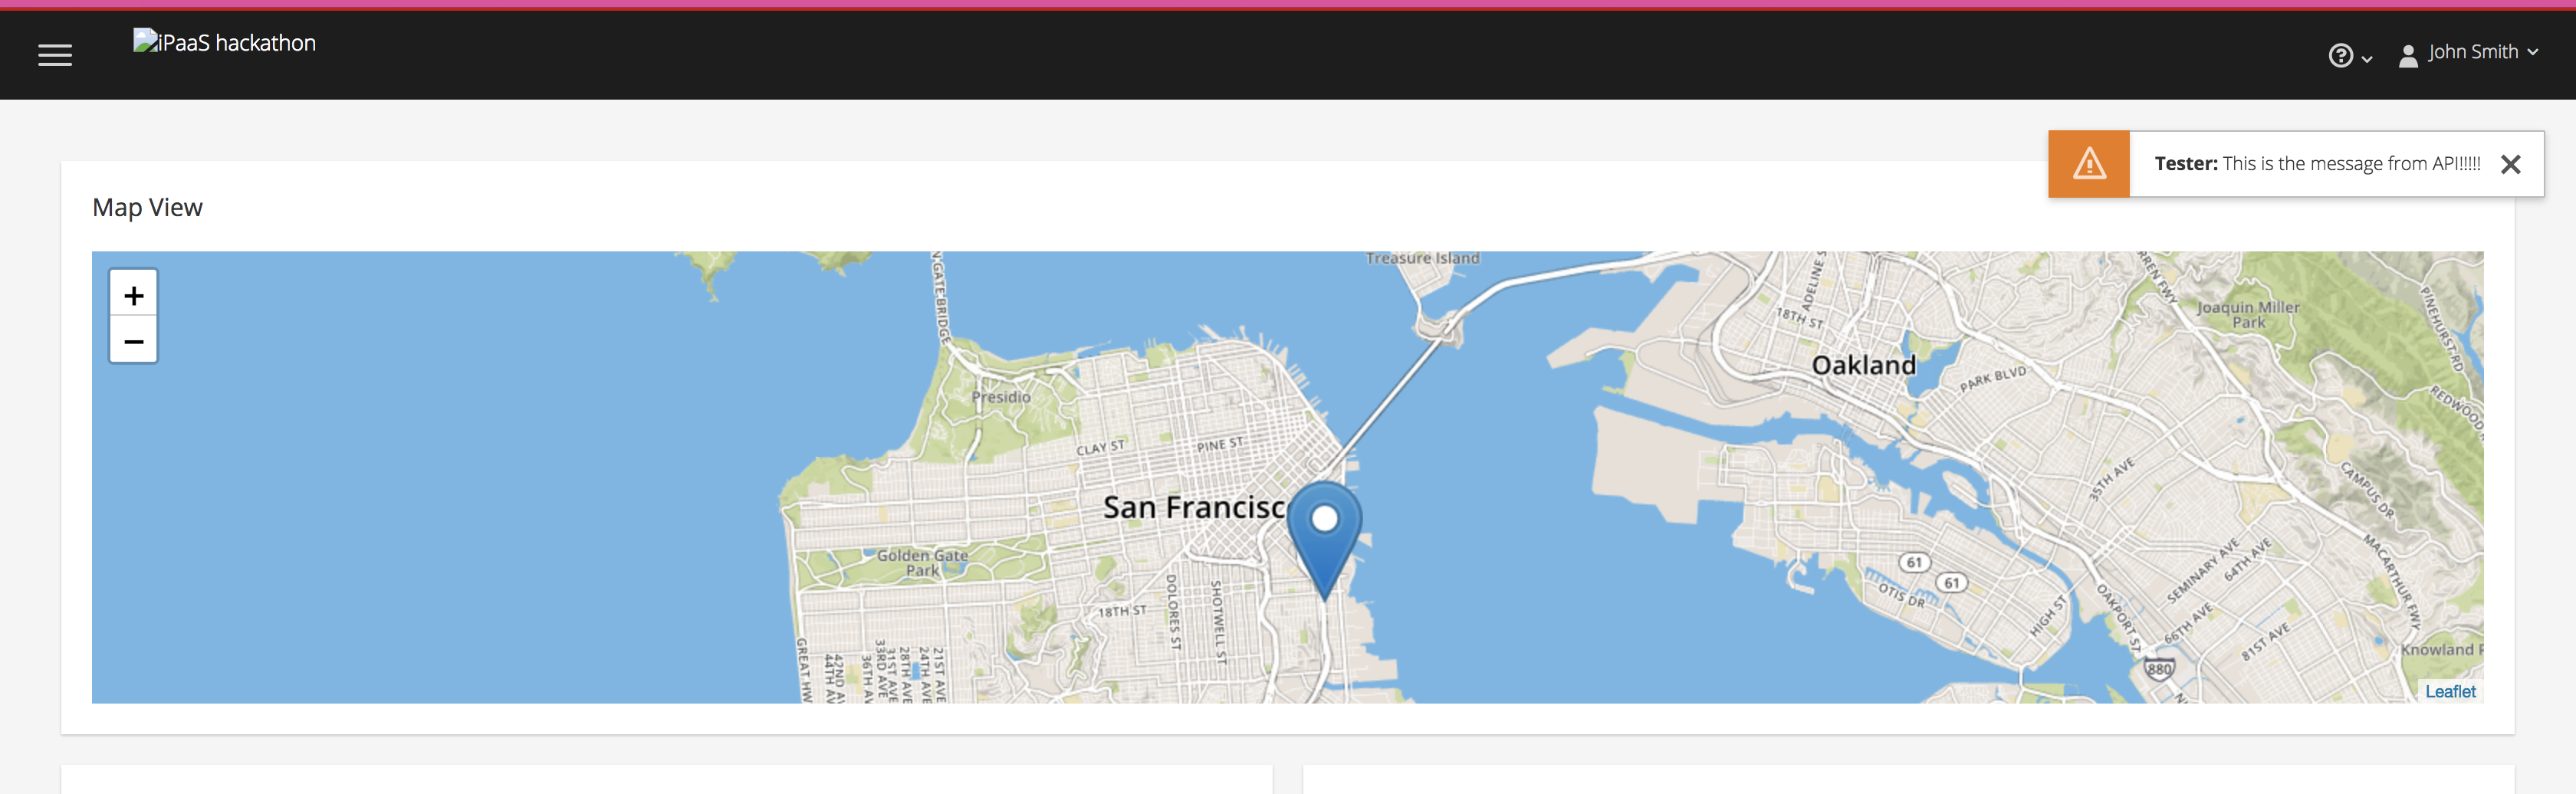 iPaaS hackathon
John Smith
Tester: This is the message from API!!!!!
Map View
+
−
Treasure Island
N GATE BRIDGE
ADELINE S
18TH ST
RREN FWY
Joaquin Miller
Park
PINEHURST RD
Oakland
PARK BLVD
REDWOOD
Presidio
CLAY ST
PINE ST
San Francisc
35TH AVE
CAMPUS DR
Golden Gate
Park
61
61
OTIS DR
HIGH ST
SEMINARY AVE
64TH AVE
MACARTHUR FWY
18TH ST
DOLORES ST
SHOTWELL ST
OAKPORT ST
66TH AVE
81ST AVE
Knowland P
880
GREAT HW
44TH AV
42ND AV
36TH AV
33RD AVE
31ST AVE
28TH AVE
24TH AVE
21ST AVE
Leaflet